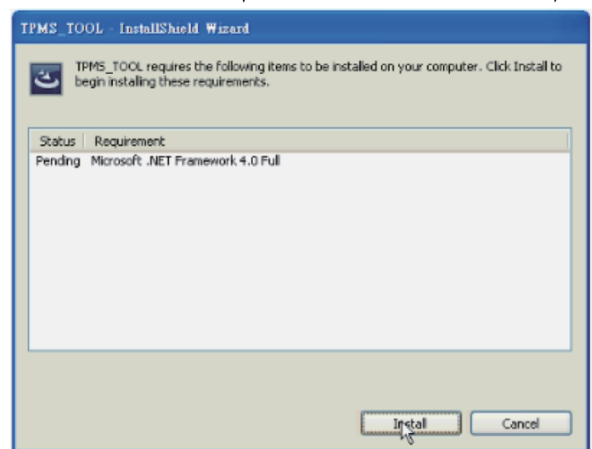 TPMS_TOOL - InstallShield Wizard
TPMS_TOOL requires the following items to be installed on your computer. Click Install to
begin installing these requirements.
Status Requirement
Pending Microsoft .NET Framework 4.0 Full
Install Cancel